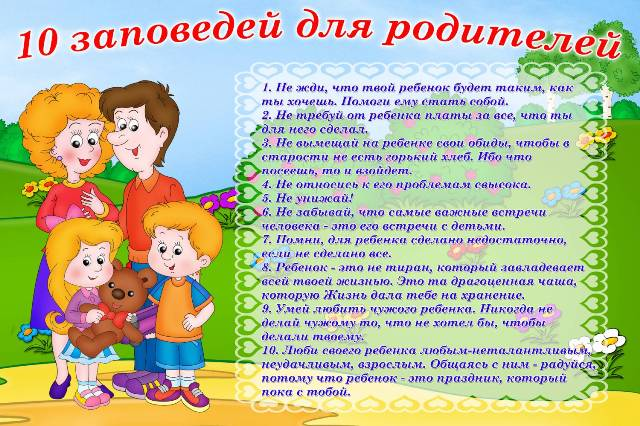 10 заповедей для родителей
1. Не жди, что твой ребенок будет таким, как
ты хочешь. Помоги ему стать собой.
2. Не требуй от ребенка платы за все, что ты
для него сделал.
3. Не вымещай на ребенке свои обиды, чтобы в
старости не есть горький хлеб. Ибо что
посеешь, то и взойдет.
4. Не относись к его проблемам свысока.
5. Не унижай!
6. Не забывай, что самые важные встречи
человека - это его встречи с детьми.
7. Помни, для ребенка сделано недостаточно,
если не сделано все.
8. Ребенок - это не тиран, который завладевает
всей твоей жизнью. Это та драгоценная чаша,
которую Жизнь дала тебе на хранение.
9. Умей любить чужого ребенка. Никогда не
делай чужому то, что не хотел бы, чтобы
делали твоему.
10. Люби своего ребенка любым-неталантливым,
неудачливым, взрослым. Общаясь с ним - радуйся,
потому что ребенок - это праздник, который
пока с тобой.